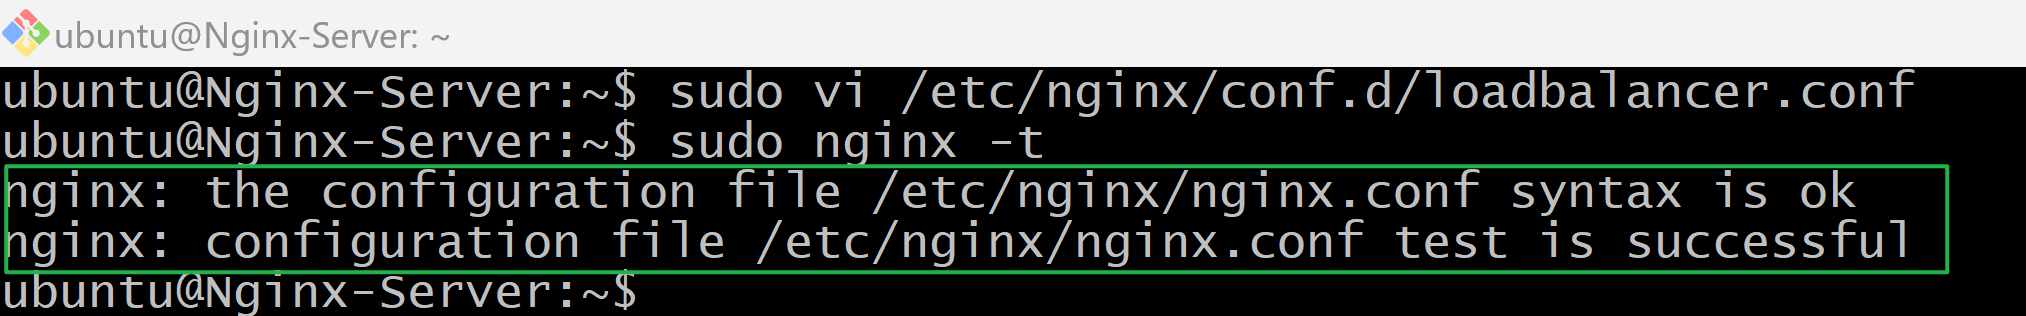 ubuntu@Nginx-Server: ~
ubuntu@Nginx-Server:~$ sudo vi /etc/nginx/conf.d/loadbalancer.conf
ubuntu@Nginx-Server:~$ sudo nginx -t
nginx: the configuration file /etc/nginx/nginx.conf syntax is ok
nginx: configuration file /etc/nginx/nginx.conf test is successful
ubuntu@Nginx-Server:~$